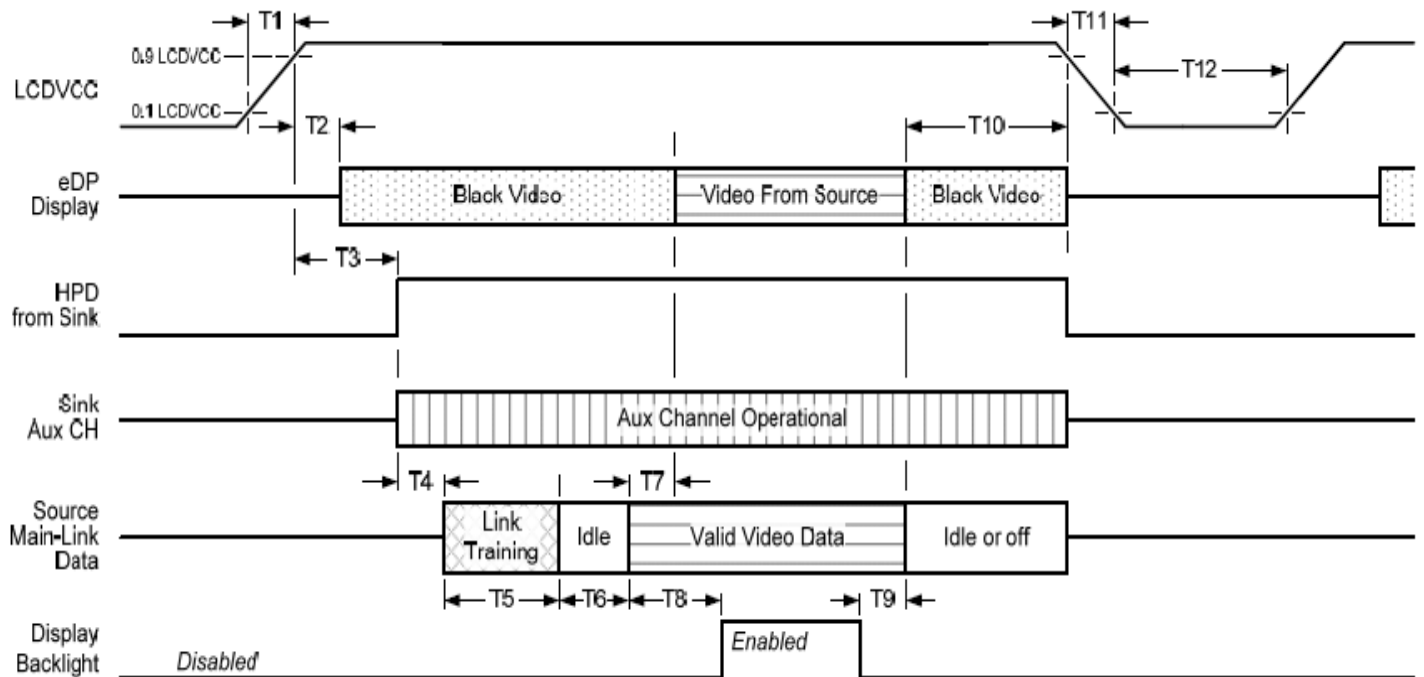 T1
T11
0.9 LCDVCC
T12
LCDVCC
0.1 LCDVCC
T2
T10
eDP
Display
Black Video
Video From Source
Black Video
T3
HPD
from Sink
Sink
Aux CH
Aux Channel Operational
T4
T7
Source
Main-Link
Data
Link
Training
Idle
Valid Video Data
Idle or off
T5
T6
T8
T9
Display
Backlight
Disabled
Enabled